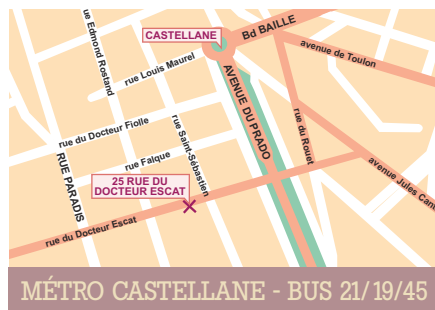 CASTELLANE
Bd BAILLE
rue Edmond Rostand
avenue de Toulon
rue Louis Maurel
AVENUE DU PRADO
rue du Docteur Fiolle
rue Saint-Sébastien
rue du Rouet
RUE PARADIS
rue Falque
25 RUE DU
DOCTEUR ESCAT
avenue Jules Cant
rue du Docteur Escat
MÉTRO CASTELLANE - BUS 21/19/45